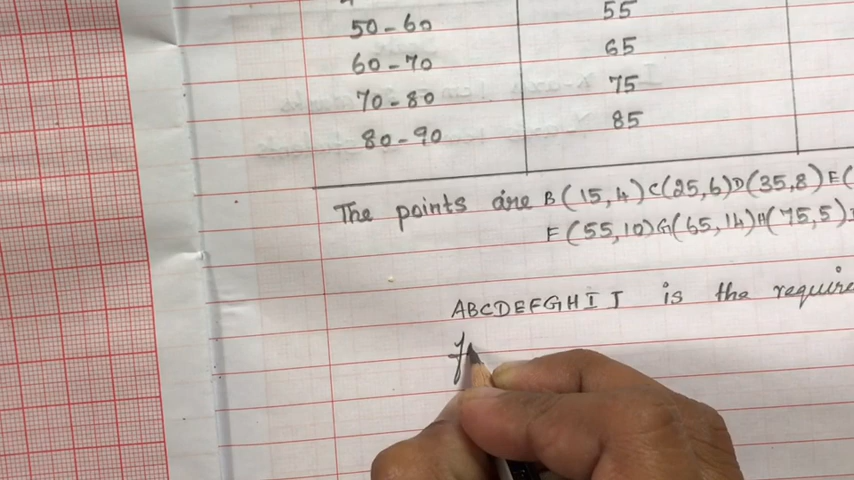 50-60 55
60-70 65
70-80 75
80-90 85
The points are B(15,4) C(25,6) D(35,8) E(
F(55,10) G(65,14) H(75,5)
ABCDEFGHIJ is the require